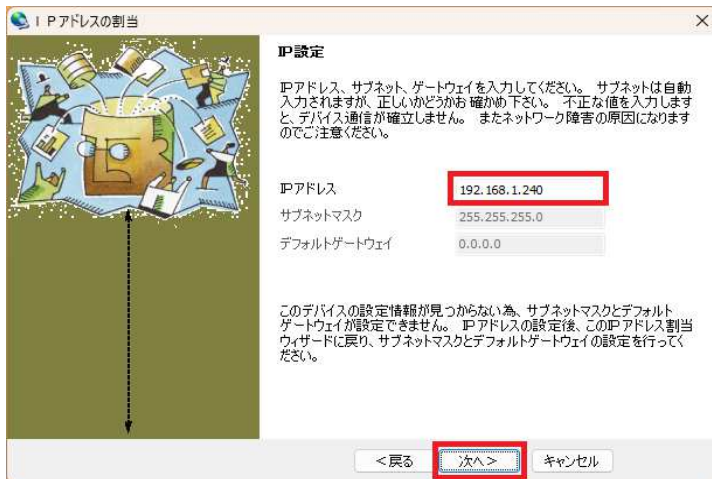 IPアドレスの割当
IP設定
IPアドレス、サブネット、ゲートウェイを入力してください。 サブネットは自動
入力されますが、正しいかどうかお確かめ下さい。 不正な値を入力します
と、デバイス通信が確立しません。 またネットワーク障害の原因になります
のでご注意ください。
IPアドレス
192.168.1.240
サブネットマスク
255.255.255.0
デフォルトゲートウェイ
0.0.0.0
このデバイスの設定情報が見つからない為、サブネットマスクとデフォルト
ゲートウェイが設定できません。 IPアドレスの設定後、このIPアドレス割当
ウィザードに戻り、サブネットマスクとデフォルトゲートウェイの設定を行ってく
ださい。
<戻る
次へ>
キャンセル